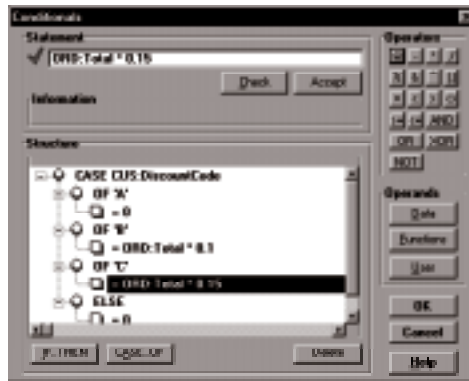 Conditionals
Statement
ORD:Total * 0.15
Check Accept
Information
Structure
CASE CUS:DiscountCode
OF 'A'
= 0
OF 'B'
= ORD:Total * 0.1
OF 'C'
= ORD:Total * 0.15
ELSE
= 0
IF..THEN CASE..OF Delete
Operators
AND
OR XOR
NOT
Operands
Data
Functions
User
OK
Cancel
Help